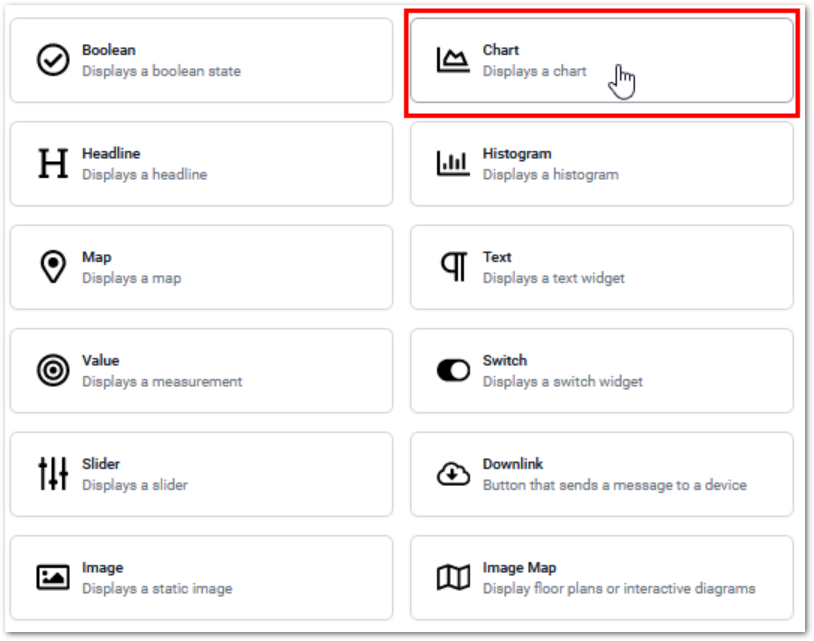 Boolean
Displays a boolean state
Chart
Displays a chart
Headline
Displays a headline
Histogram
Displays a histogram
Map
Displays a map
Text
Displays a text widget
Value
Displays a measurement
Switch
Displays a switch widget
Slider
Displays a slider
Downlink
Button that sends a message to a device
Image
Displays a static image
Image Map
Display floor plans or interactive diagrams